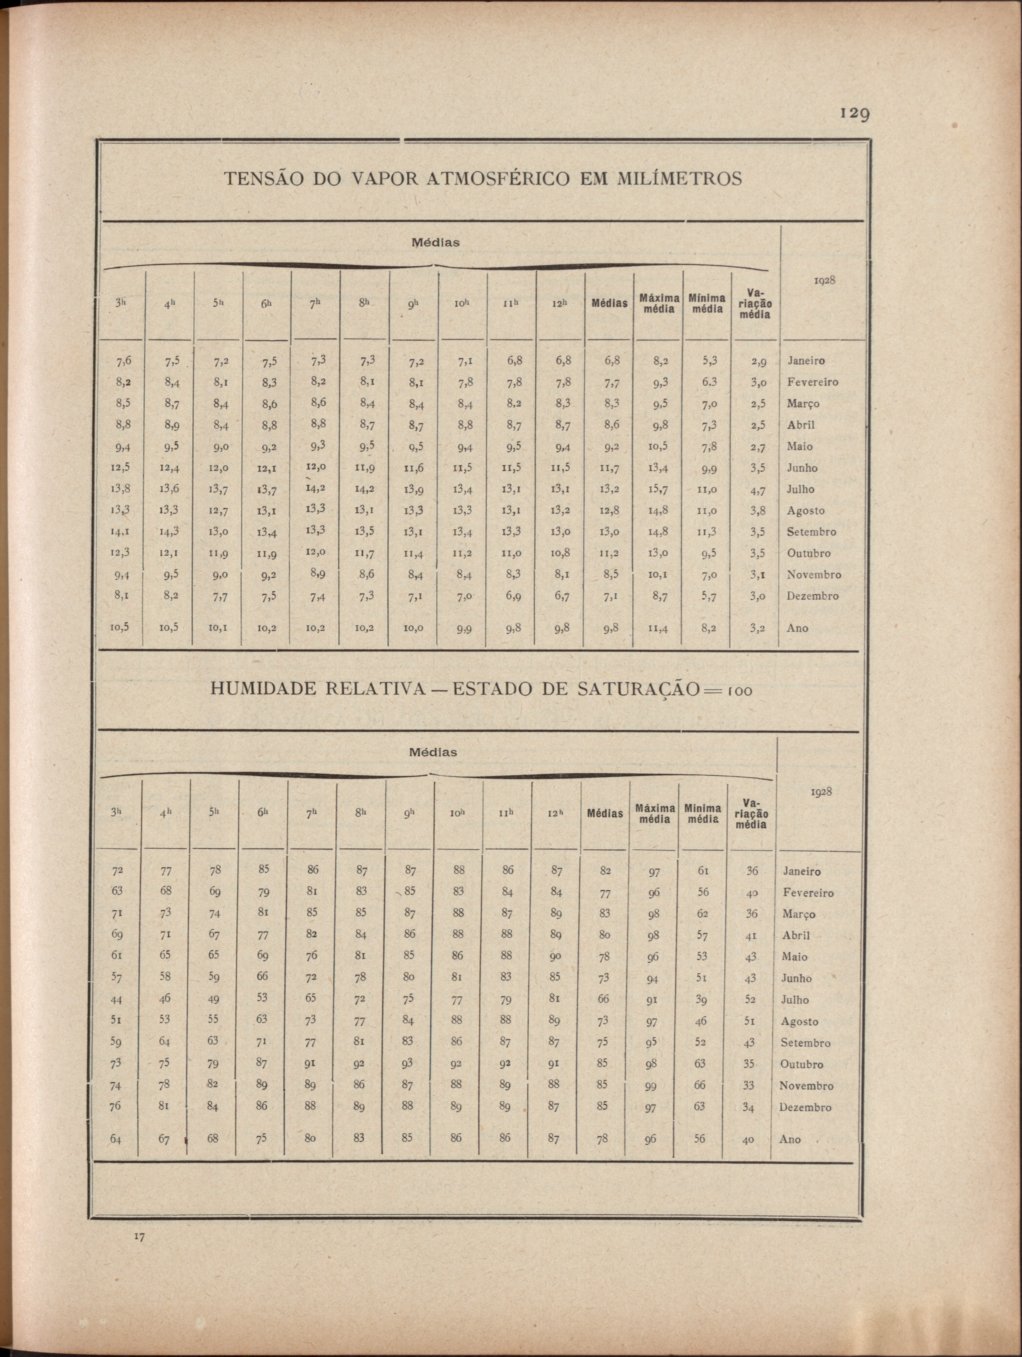 129
TENSÃO DO VAPOR ATMOSFÉRICO EM MILÍMETROS
Médias
1928
3h 4h 5h 6h 7h 8h 9h 10h 11h 12h Médias Máxima média Mínima média Va-riação média
7,6 7,5 7,2 7,5 7,3 7,3 7,2 7,1 6,8 6,8 6,8 8,2 5,3 2,9 Janeiro
8,2 8,4 8,1 8,3 8,2 8,1 8,1 7,8 7,8 7,8 7,7 9,3 6.3 3,0 Fevereiro
8,5 8,7 8,4 8,6 8,6 8,4 8,4 8,4 8.2 8,3 8,3 9,5 7,0 2,5 Março
8,8 8,9 8,4 8,8 8,8 8,7 8,7 8,8 8,7 8,7 8,6 9,8 7,3 2,5 Abril
9,4 9,5 9,0 9,2 9,3 9,5 9,5 9,4 9,5 9,4 9,2 10,5 7,8 2,7 Maio
12,5 12,4 12,0 12,1 12,0 11,9 11,6 11,5 11,5 11,5 11,7 13,4 9,9 3,5 Junho
13,8 13,6 13,7 13,7 14,2 14,2 13,9 13,4 13,1 13,1 13,2 15,7 11,0 4,7 Julho
13,3 13,3 12,7 13,1 13,3 13,1 13,3 13,3 13,1 13,2 12,8 14,8 11,0 3,8 Agosto
14,1 14,3 13,0 13,4 13,3 13,5 13,1 13,4 13,3 13,0 13,0 14,8 11,3 3,5 Setembro
12,3 12,1 11,9 11,9 12,0 11,7 11,4 11,2 11,0 10,8 11,2 13,0 9,5 3,5 Outubro
9,4 9,5 9,0 9,2 8,9 8,6 8,4 8,4 8,3 8,1 8,5 10,1 7,0 3,1 Novembro
8,1 8,2 7,7 7,5 7,4 7,3 7,1 7,0 6,9 6,7 7,1 8,7 5,7 3,0 Dezembro
10,5 10,5 10,1 10,2 10,2 10,2 10,0 9,9 9,8 9,8 9,8 11,4 8,2 3,2 Ano
HUMIDADE RELATIVA — ESTADO DE SATURAÇÃO = 100
Médias
1928
3h 4h 5h 6h 7h 8h 9h 10h 11h 12h Médias Máxima média Mínima média Va-riação média
72 77 78 85 86 87 87 88 86 87 82 97 61 36 Janeiro
63 68 69 79 81 83 85 83 84 84 77 96 56 40 Fevereiro
71 73 74 81 85 85 87 88 87 89 83 98 62 36 Março
69 71 67 77 82 84 86 88 88 89 80 98 57 41 Abril
61 65 65 69 76 81 85 86 88 90 78 96 53 43 Maio
57 58 59 66 72 78 80 81 83 85 73 94 51 43 Junho
44 46 49 53 65 72 75 77 79 81 66 91 39 52 Julho
51 53 55 63 73 77 84 88 88 89 73 97 46 51 Agosto
59 64 63 71 77 81 83 86 87 87 75 95 52 43 Setembro
73 75 79 87 91 92 93 92 92 91 85 98 63 35 Outubro
74 78 82 89 89 86 87 88 89 88 85 99 66 33 Novembro
76 81 84 86 88 89 88 89 89 87 85 97 63 34 Dezembro
64 67 68 75 80 83 85 86 86 87 78 96 56 40 Ano
17